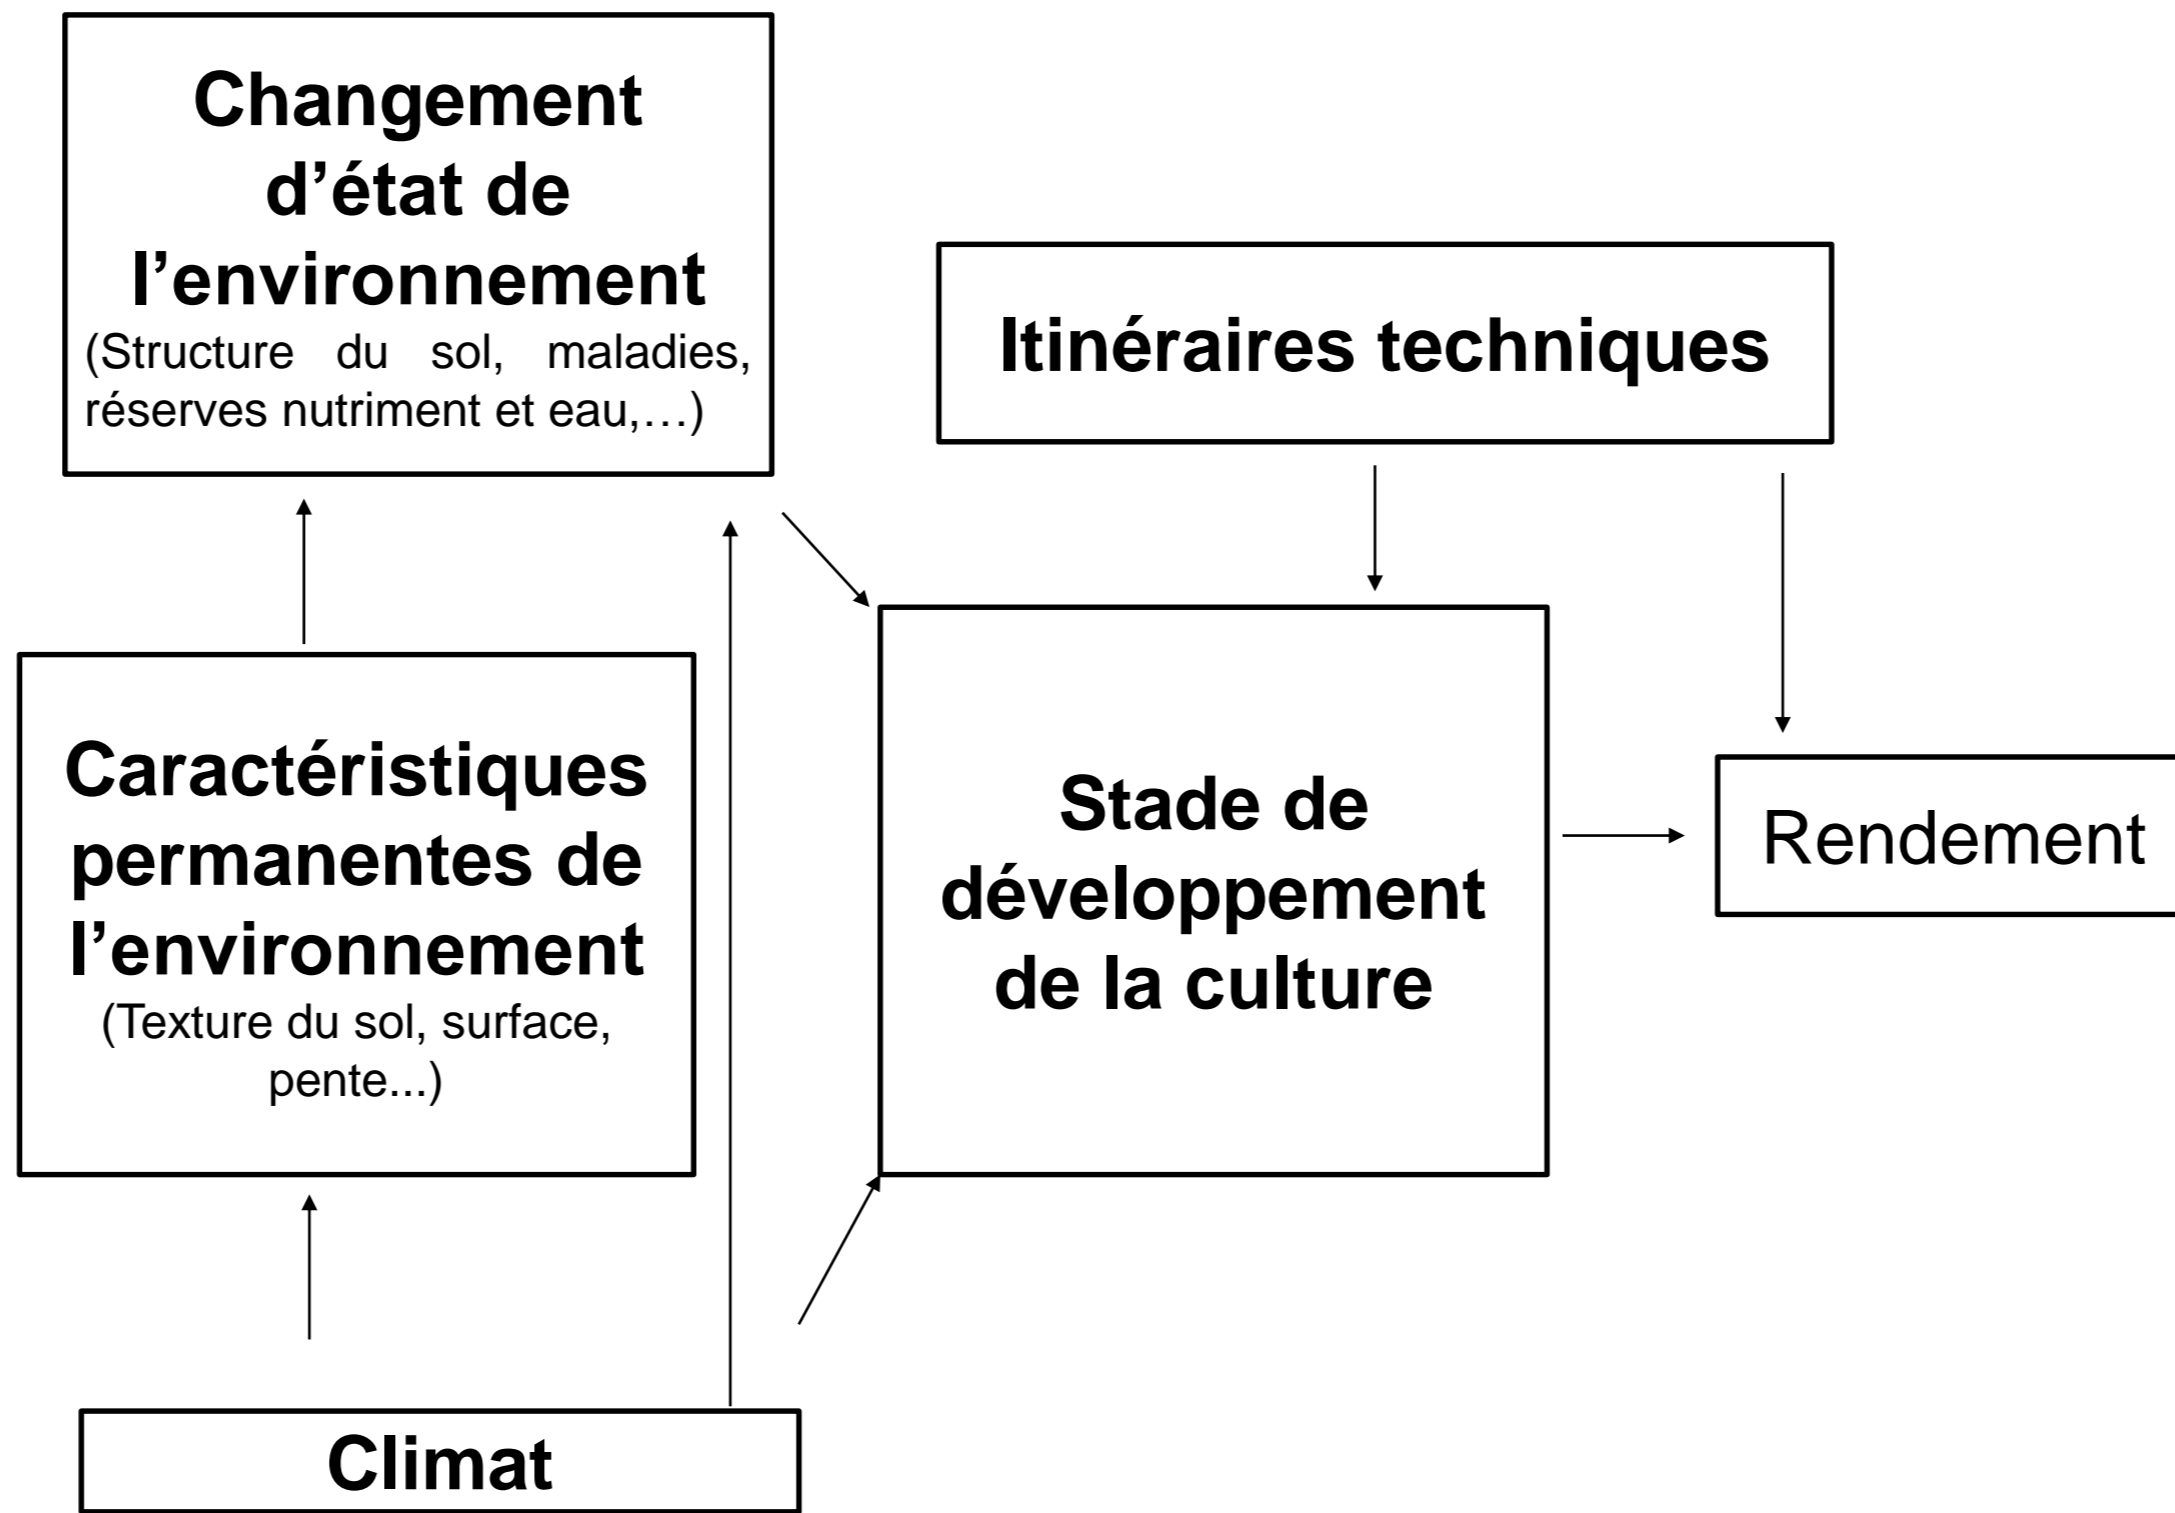 Changement
d’état de
l’environnement
(Structure du sol, maladies,
réserves nutriment et eau,…)
Itinéraires techniques
Caractéristiques
permanentes de
l’environnement
(Texture du sol, surface,
pente...)
Stade de
développement
de la culture
Rendement
Climat